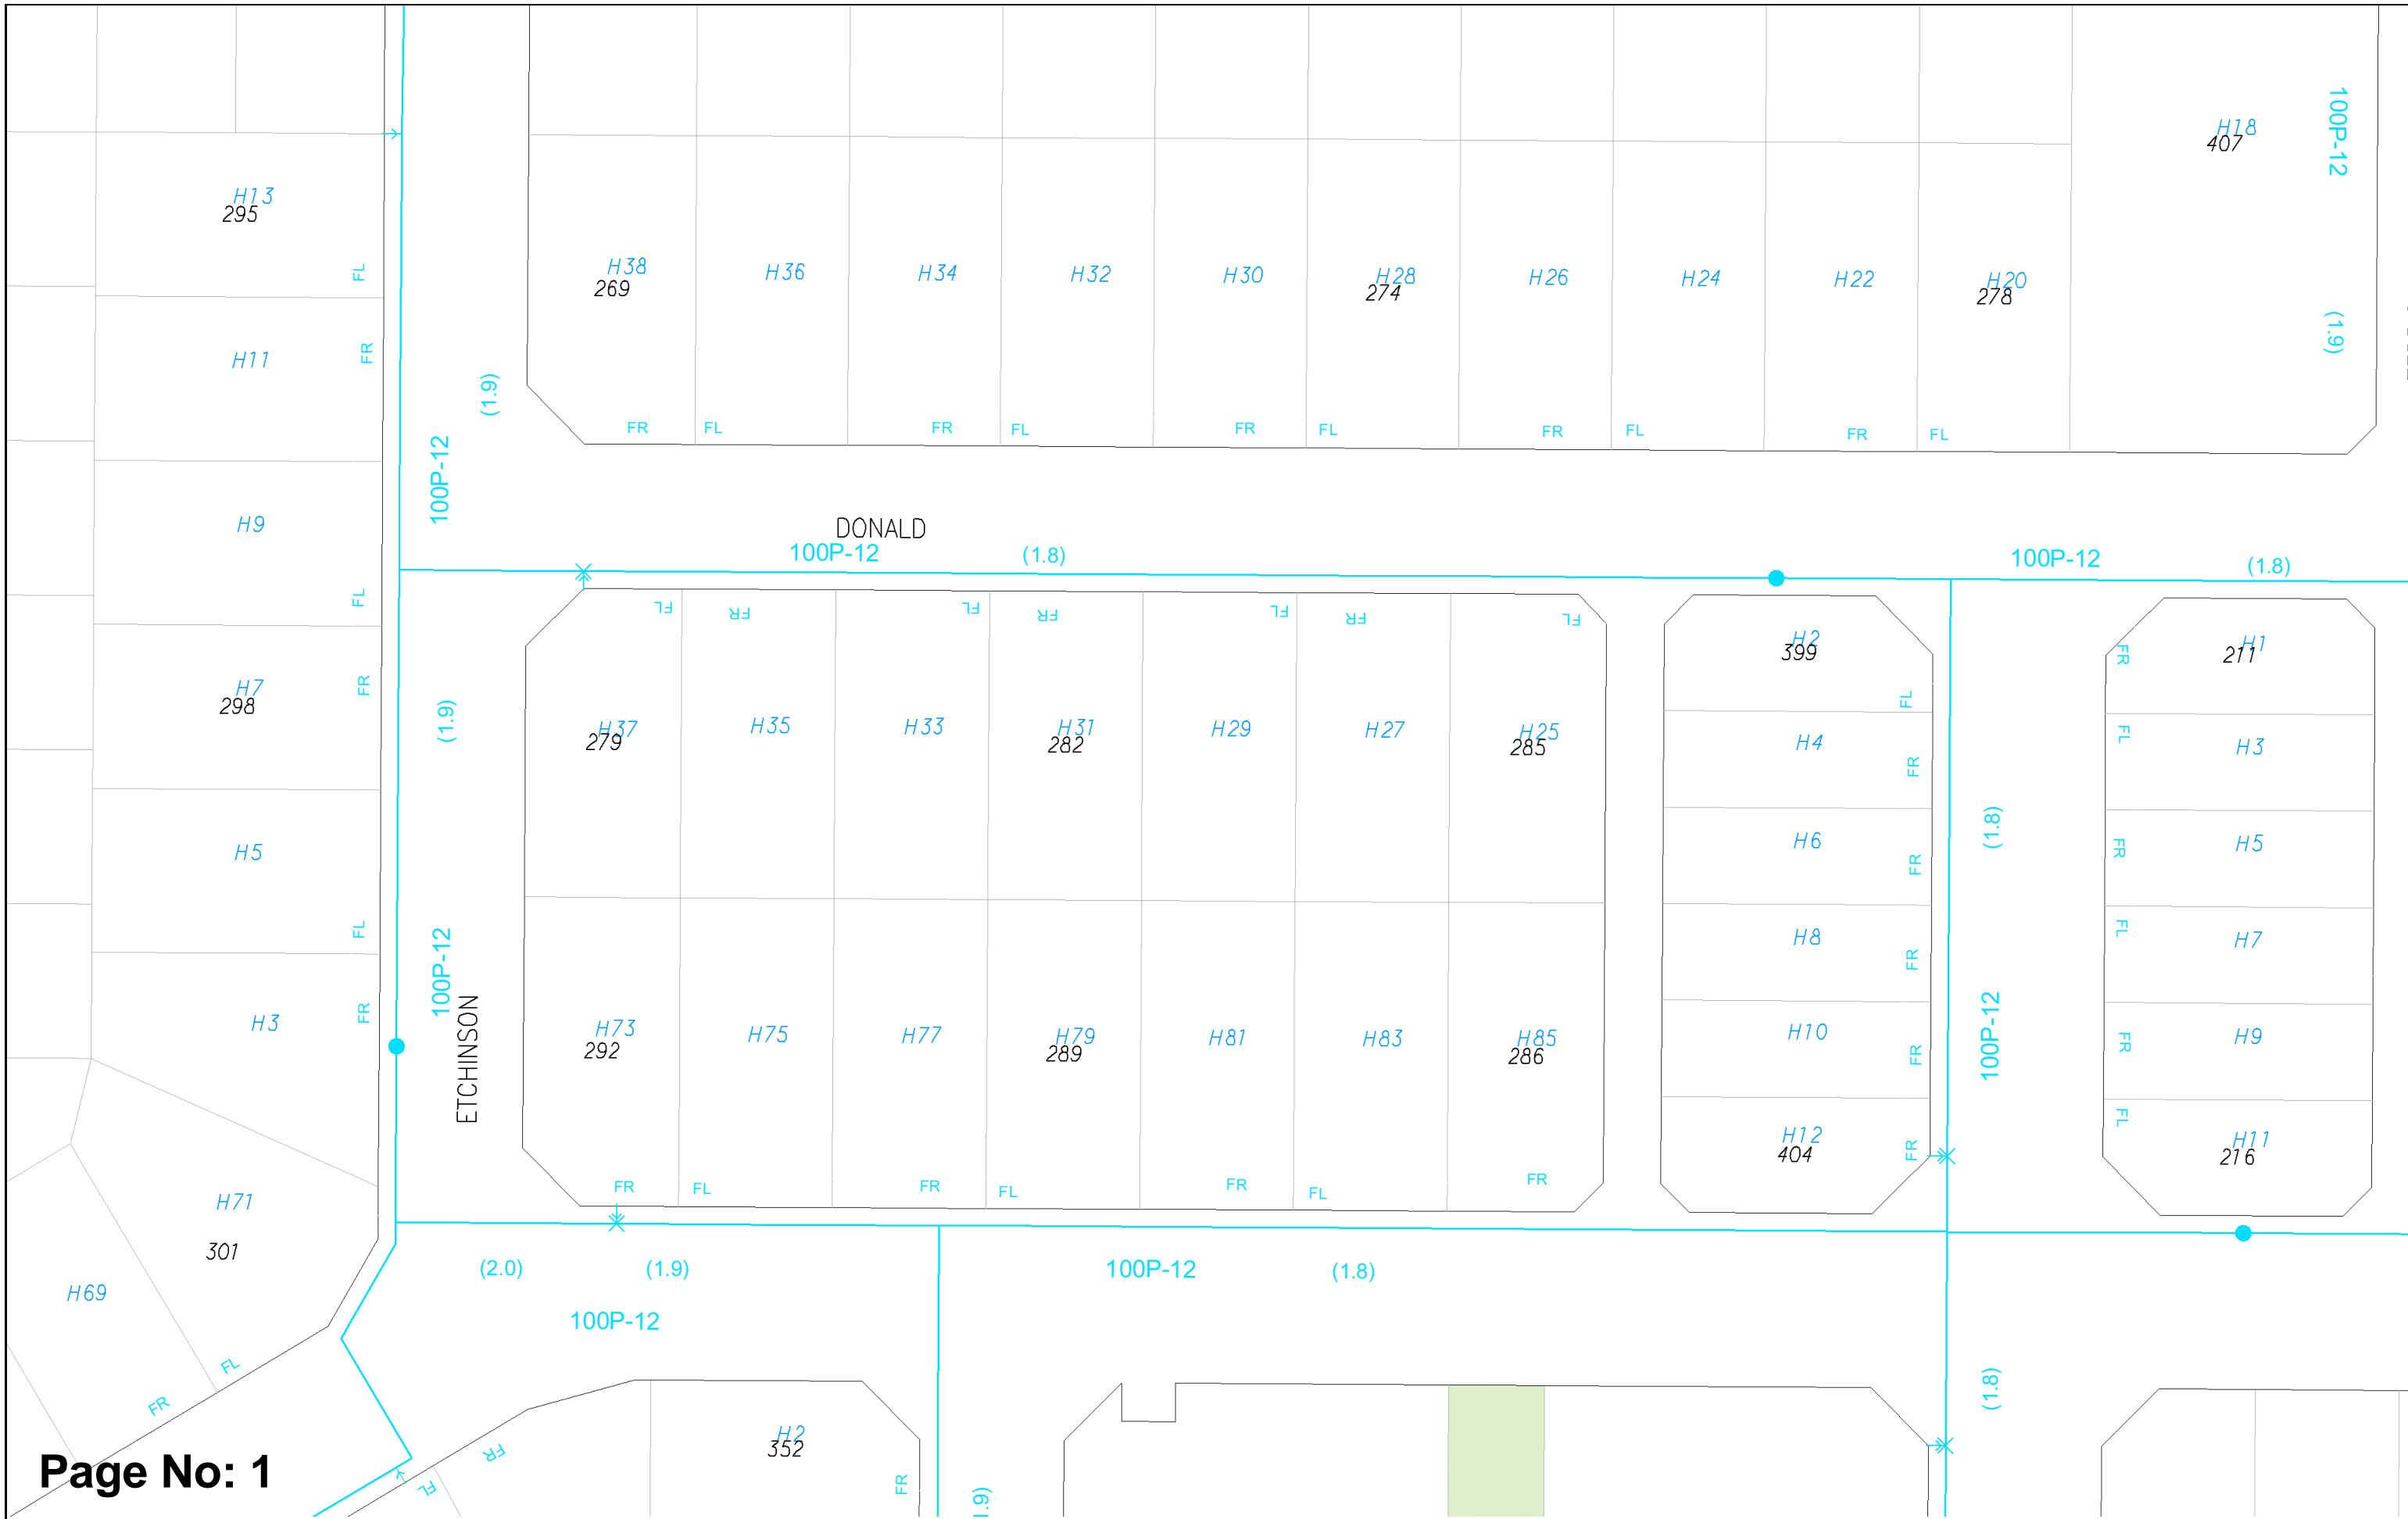 100P-12
H18
407
H13
295
FL
H38
269
H36
H34
H32
H30
H28
274
H26
H24
H22
H20
278
(1.9)
H11
FR
(1.9)
FR
FL
FR
FL
FR
FL
FR
FL
FR
FL
100P-12
H9
FL
DONALD
100P-12
(1.8)
100P-12
(1.8)
FL
FR
FL
FR
FL
FR
FL
H2
399
FL
FR
H1
211
H7
298
FR
(1.9)
H37
279
H35
H33
H31
282
H29
H27
H25
285
H4
FR
FL
H3
(1.8)
H5
FL
H6
FR
FR
H5
H8
FR
FL
H7
100P-12
ETCHINSON
H3
FR
H73
292
H75
H77
H79
289
H81
H83
H85
286
H10
FR
100P-12
FR
H9
H12
404
FR
FL
H11
216
H71
301
FR
FL
FR
FL
FR
FL
FR
H69
(2.0)
(1.9)
100P-12
(1.8)
100P-12
FL
FR
(1.8)
FR
FL
H2
352
FR
Page No: 1